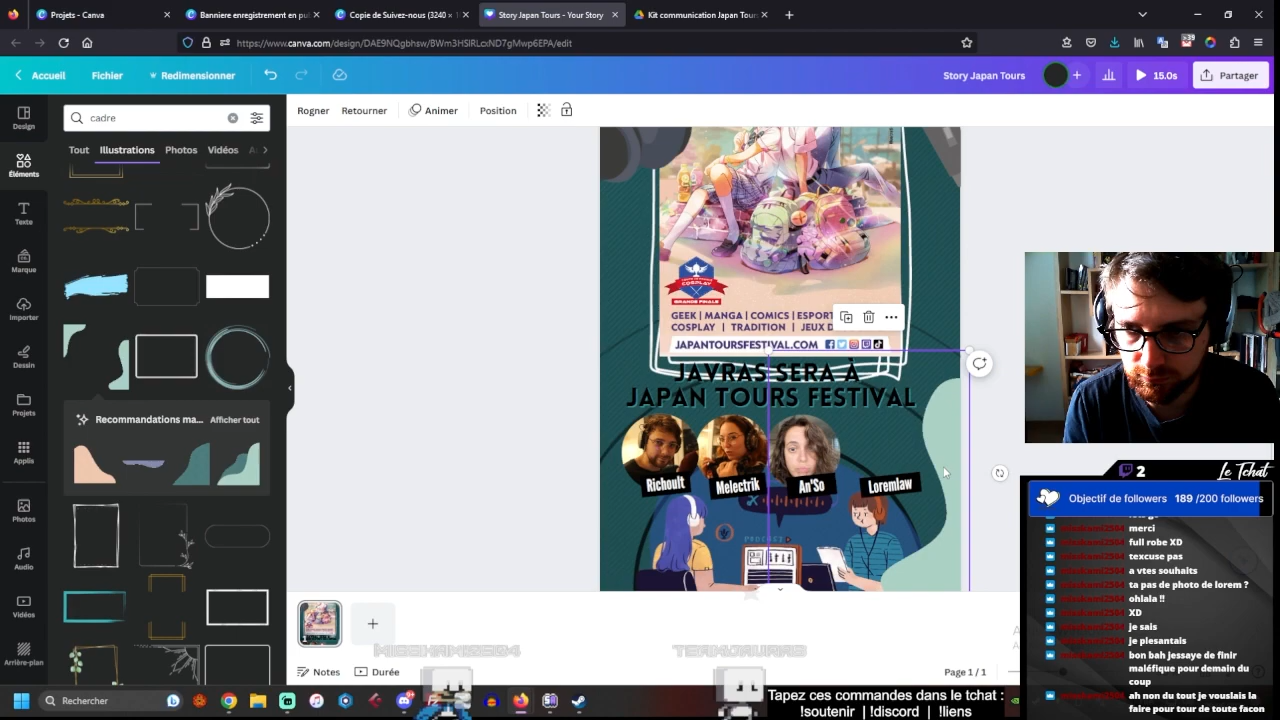 Projets - Canva
Banniere enregistrement en pu
Copie de Suivez-nous (3240 × 1
Story Japan Tours - Your Story
Kit communication Japan Tour
https://www.canva.com/design/DAE9NQgbhsw/BWm3HSIRLcxND7gMwp6EPA/edit
Accueil
Fichier
Redimensionner
Story Japan Tours
15.0s
Partager
Design
Éléments
Texte
Marque
Importer
Dessin
Projets
Applis
Photos
Audio
Vidéos
Arrière-plan
cadre
Tout
Illustrations
Photos
Vidéos
Recommandations ma...
Afficher tout
Rogner
Retourner
Animer
Position
COSPLAY
GRANDE FINALE
GEEK | MANGA | COMICS | ESPORT
COSPLAY | TRADITION | JEUX D
JAPANTOURSFESTIVAL.COM
JAVRAS SERA À
JAPAN TOURS FESTIVAL
Richoult
Melectrik
An'So
Loremlaw
Notes
Durée
Page 1 / 1
Rechercher
2
Le Tchat
Objectif de followers
189 /200 followers
merci
full robe XD
texcuse pas
a vtes souhaits
ta pas de photo de lorem ?
ohlala !!
XD
je sais
je plesantais
bon bah jessaye de finir
maléfique pour demain du
coup
ah non du tout je vouslais la
faire pour tour de toute facon
Tapez ces commandes dans le tchat :
!soutenir | !discord | !liens